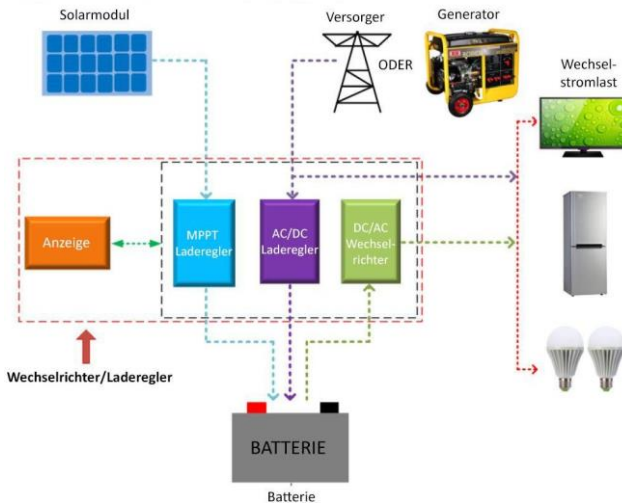 Solarmodul
Versorger
ODER
Generator
Wechsel-
stromlast
Anzeige
MPPT
Laderegler
AC/DC
Laderegler
DC/AC
Wechsel-
richter
Wechselrichter/Laderegler
BATTERIE
Batterie